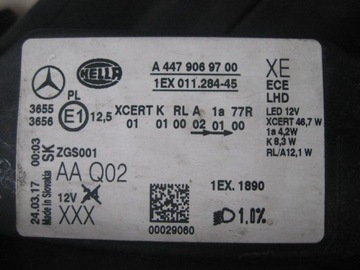 A 447 906 9700
1EX 011.284-45
XE
ECE
LHD
LED 12V
XCERT 46,7 W
1a 4,2W
K 8,3 W
RL/A12,1 W
HELLA
PL
3655
3656
E1
12,5
XCERT K RL A 1a 77R
01 01 00 02 01 00
24.03.17 00:03
Made in Slovakia SK
ZGS001
AA Q02
12V 24
XXX
00029060
1EX. 1890
1.0%